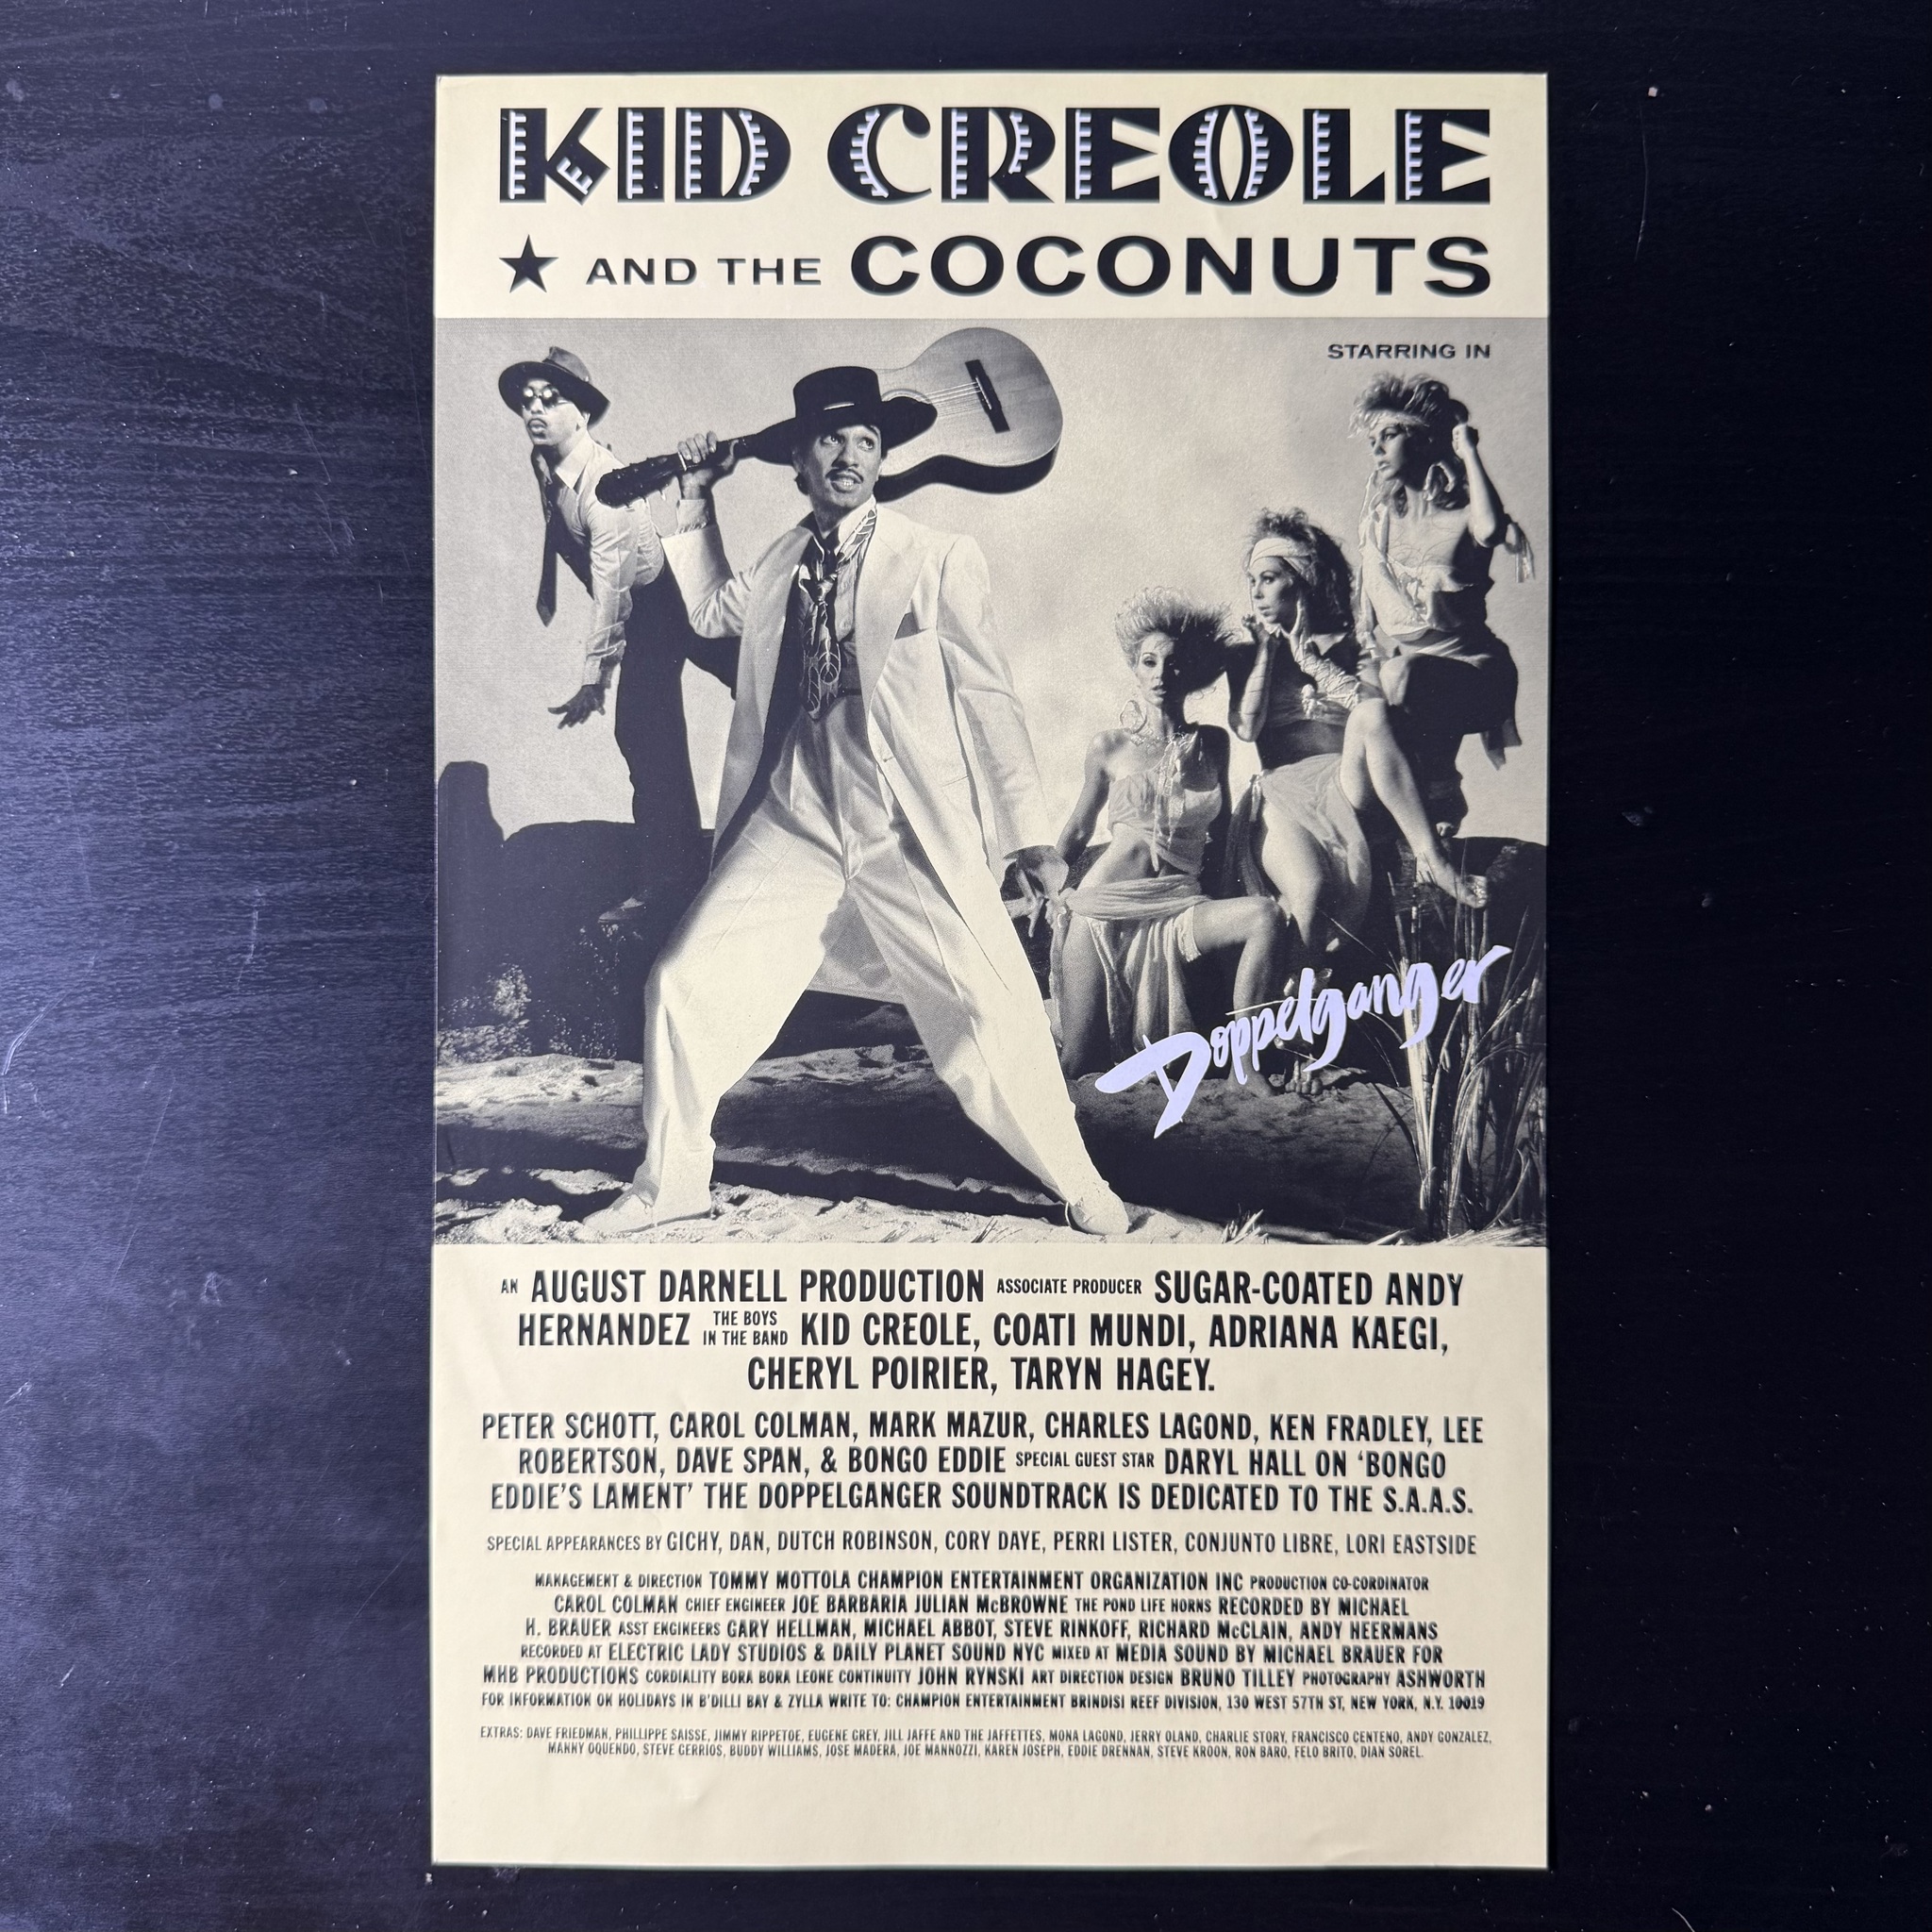 KID CREOLE
★ AND THE COCONUTS
STARRING IN
Doppelganger
AN AUGUST DARNELL PRODUCTION ASSOCIATE PRODUCER SUGAR-COATED ANDY
HERNANDEZ THE BOYS IN THE BAND KID CREOLE, COATI MUNDI, ADRIANA KAEGI,
CHERYL POIRIER, TARYN HAGEY.
PETER SCHOTT, CAROL COLMAN, MARK MAZUR, CHARLES LAGOND, KEN FRADLEY, LEE
ROBERTSON, DAVE SPAN, & BONGO EDDIE SPECIAL GUEST STAR DARYL HALL ON ‘BONGO
EDDIE’S LAMENT’ THE DOPPELGANGER SOUNDTRACK IS DEDICATED TO THE S.A.A.S.
SPECIAL APPEARANCES BY GICHY, DAN, DUTCH ROBINSON, CORY DAYE, PERRI LISTER, CONJUNTO LIBRE, LORI EASTSIDE
MANAGEMENT & DIRECTION TOMMY MOTTOLA CHAMPION ENTERTAINMENT ORGANIZATION INC PRODUCTION CO-CORDINATOR
CAROL COLMAN CHIEF ENGINEER JOE BARBARIA JULIAN McBROWNE THE POND LIFE HORNS RECORDED BY MICHAEL
H. BRAUER ASST ENGINEERS GARY HELLMAN, MICHAEL ABBOT, STEVE RINKOFF, RICHARD McCLAIN, ANDY HEERMANS
RECORDED AT ELECTRIC LADY STUDIOS & DAILY PLANET SOUND NYC MIXED AT MEDIA SOUND BY MICHAEL BRAUER FOR
MHB PRODUCTIONS CORDIALITY BORA BORA LEONE CONTINUITY JOHN RYNSKI ART DIRECTION DESIGN BRUNO TILLEY PHOTOGRAPHY ASHWORTH
FOR INFORMATION ON HOLIDAYS IN B'DILLI BAY & ZYLLA WRITE TO: CHAMPION ENTERTAINMENT BRINDISI REEF DIVISION, 130 WEST 57TH ST, NEW YORK, N.Y. 10019
EXTRAS: DAVE FRIEDMAN, PHILLIPPE SAISSE, JIMMY RIPPETOE, EUGENE GREY, JILL JAFFE AND THE JAFFETTES, MONA LAGOND, JERRY OLAND, CHARLIE STORY, FRANCISCO CENTENO, ANDY GONZALEZ,
MANNY OQUENDO, STEVE GERRIOS, BUDDY WILLIAMS, JOSE MADERA, JOE MANNOZZI, KAREN JOSEPH, EDDIE DRENNAN, STEVE KROON, RON BARO, FELO BRITO, DIAN SOREL.